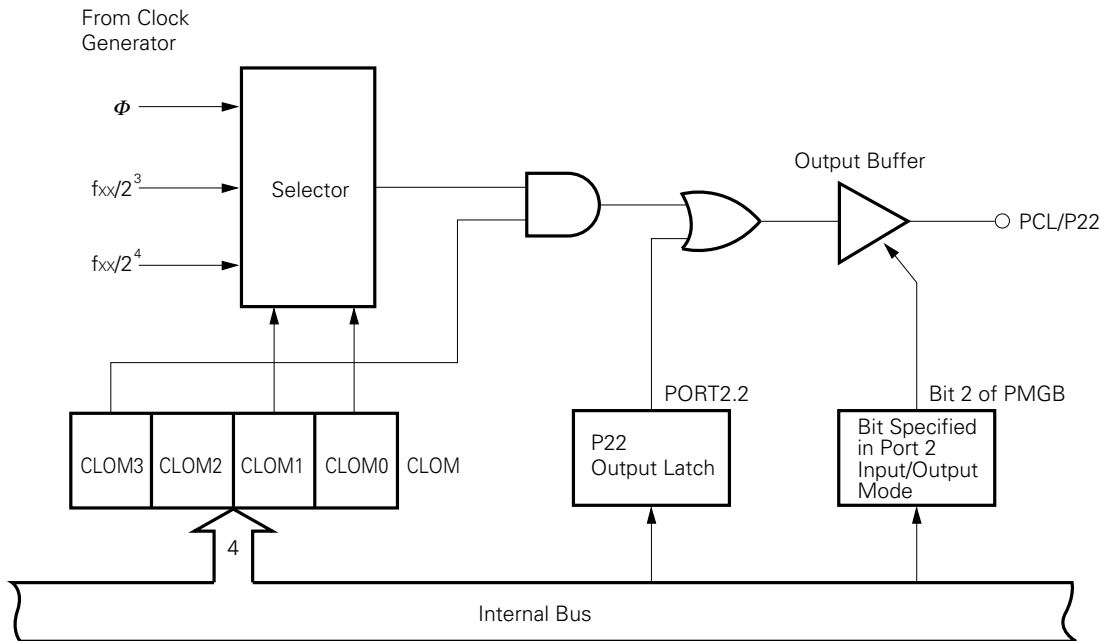 From Clock
Generator
Φ
fxx/2³
fxx/2⁴
Selector
Output Buffer
PCL/P22
PORT2.2
Bit 2 of PMGB
CLOM3 CLOM2 CLOM1 CLOM0 CLOM
P22
Output Latch
Bit Specified
in Port 2
Input/Output
Mode
4
Internal Bus